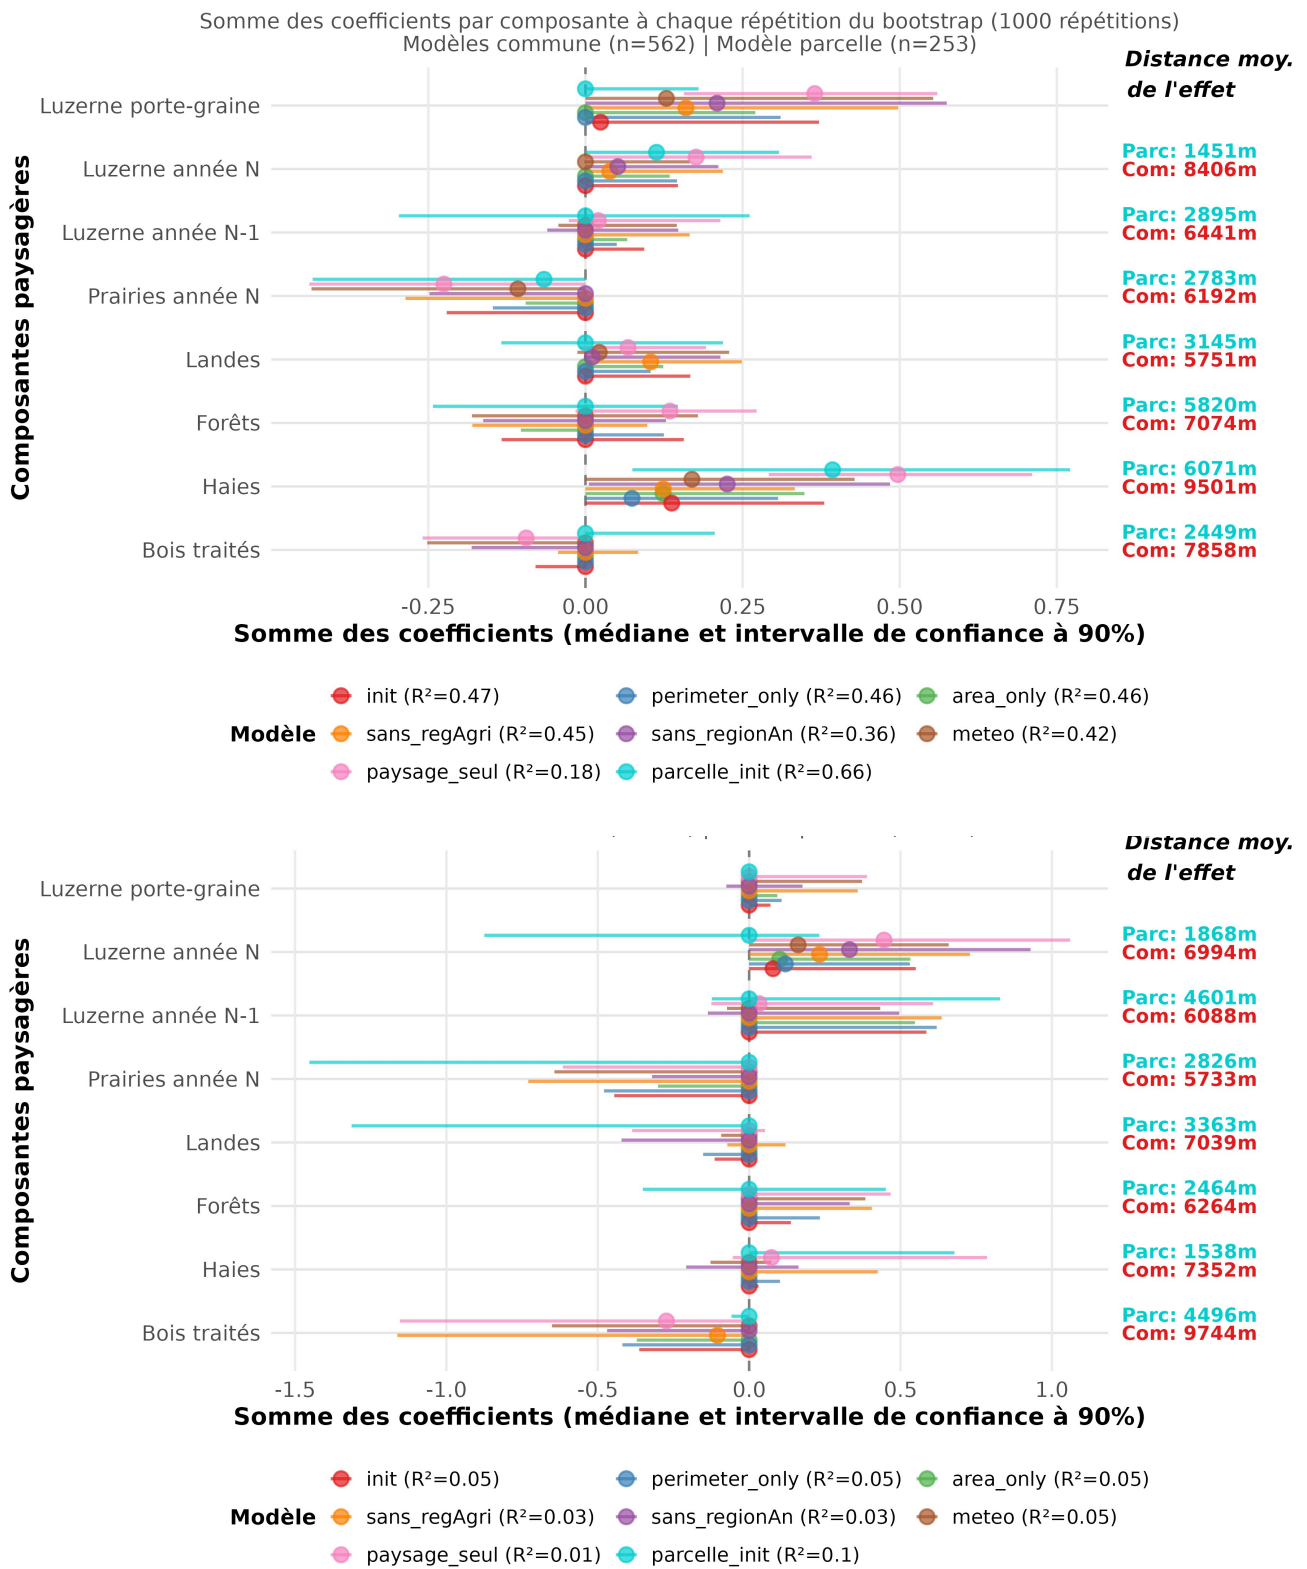 Somme des coefficients par composante à chaque répétition du bootstrap (1000 répétitions)
Modèles commune (n=562) | Modèle parcelle (n=253)
Distance moy.
de l'effet
Composantes paysagères
Luzerne porte-graine
Luzerne année N
Parc: 1451m
Com: 8406m
Luzerne année N-1
Parc: 2895m
Com: 6441m
Prairies année N
Parc: 2783m
Com: 6192m
Landes
Parc: 3145m
Com: 5751m
Forêts
Parc: 5820m
Com: 7074m
Haies
Parc: 6071m
Com: 9501m
Bois traités
Parc: 2449m
Com: 7858m
-0.25 0.00 0.25 0.50 0.75
Somme des coefficients (médiane et intervalle de confiance à 90%)
Modèle
init (R²=0.47) perimeter_only (R²=0.46) area_only (R²=0.46)
sans_regAgri (R²=0.45) sans_regionAn (R²=0.36) meteo (R²=0.42)
paysage_seul (R²=0.18) parcelle_init (R²=0.66)
Distance moy.
de l'effet
Composantes paysagères
Luzerne porte-graine
Luzerne année N
Parc: 1868m
Com: 6994m
Luzerne année N-1
Parc: 4601m
Com: 6088m
Prairies année N
Parc: 2826m
Com: 5733m
Landes
Parc: 3363m
Com: 7039m
Forêts
Parc: 2464m
Com: 6264m
Haies
Parc: 1538m
Com: 7352m
Bois traités
Parc: 4496m
Com: 9744m
-1.5 -1.0 -0.5 0.0 0.5 1.0
Somme des coefficients (médiane et intervalle de confiance à 90%)
Modèle
init (R²=0.05) perimeter_only (R²=0.05) area_only (R²=0.05)
sans_regAgri (R²=0.03) sans_regionAn (R²=0.03) meteo (R²=0.05)
paysage_seul (R²=0.01) parcelle_init (R²=0.1)